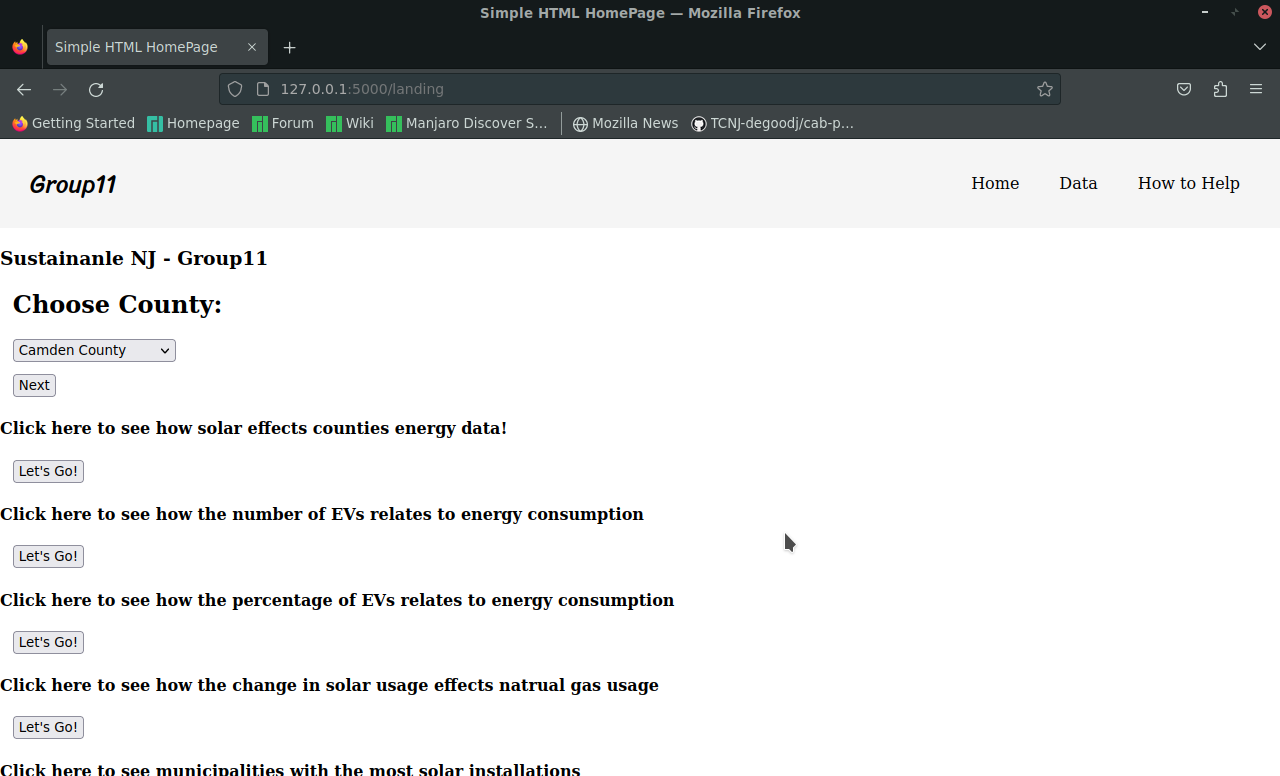 Simple HTML HomePage — Mozilla Firefox
Simple HTML HomePage
127.0.0.1:5000/landing
Getting Started Homepage Forum Wiki Manjaro Discover S… Mozilla News TCNJ-degoodj/cab-p…
Group11 Home Data How to Help
Sustainanle NJ - Group11
Choose County:
Camden County
Next
Click here to see how solar effects counties energy data!
Let's Go!
Click here to see how the number of EVs relates to energy consumption
Let's Go!
Click here to see how the percentage of EVs relates to energy consumption
Let's Go!
Click here to see how the change in solar usage effects natrual gas usage
Let's Go!
Click here to see municipalities with the most solar installations